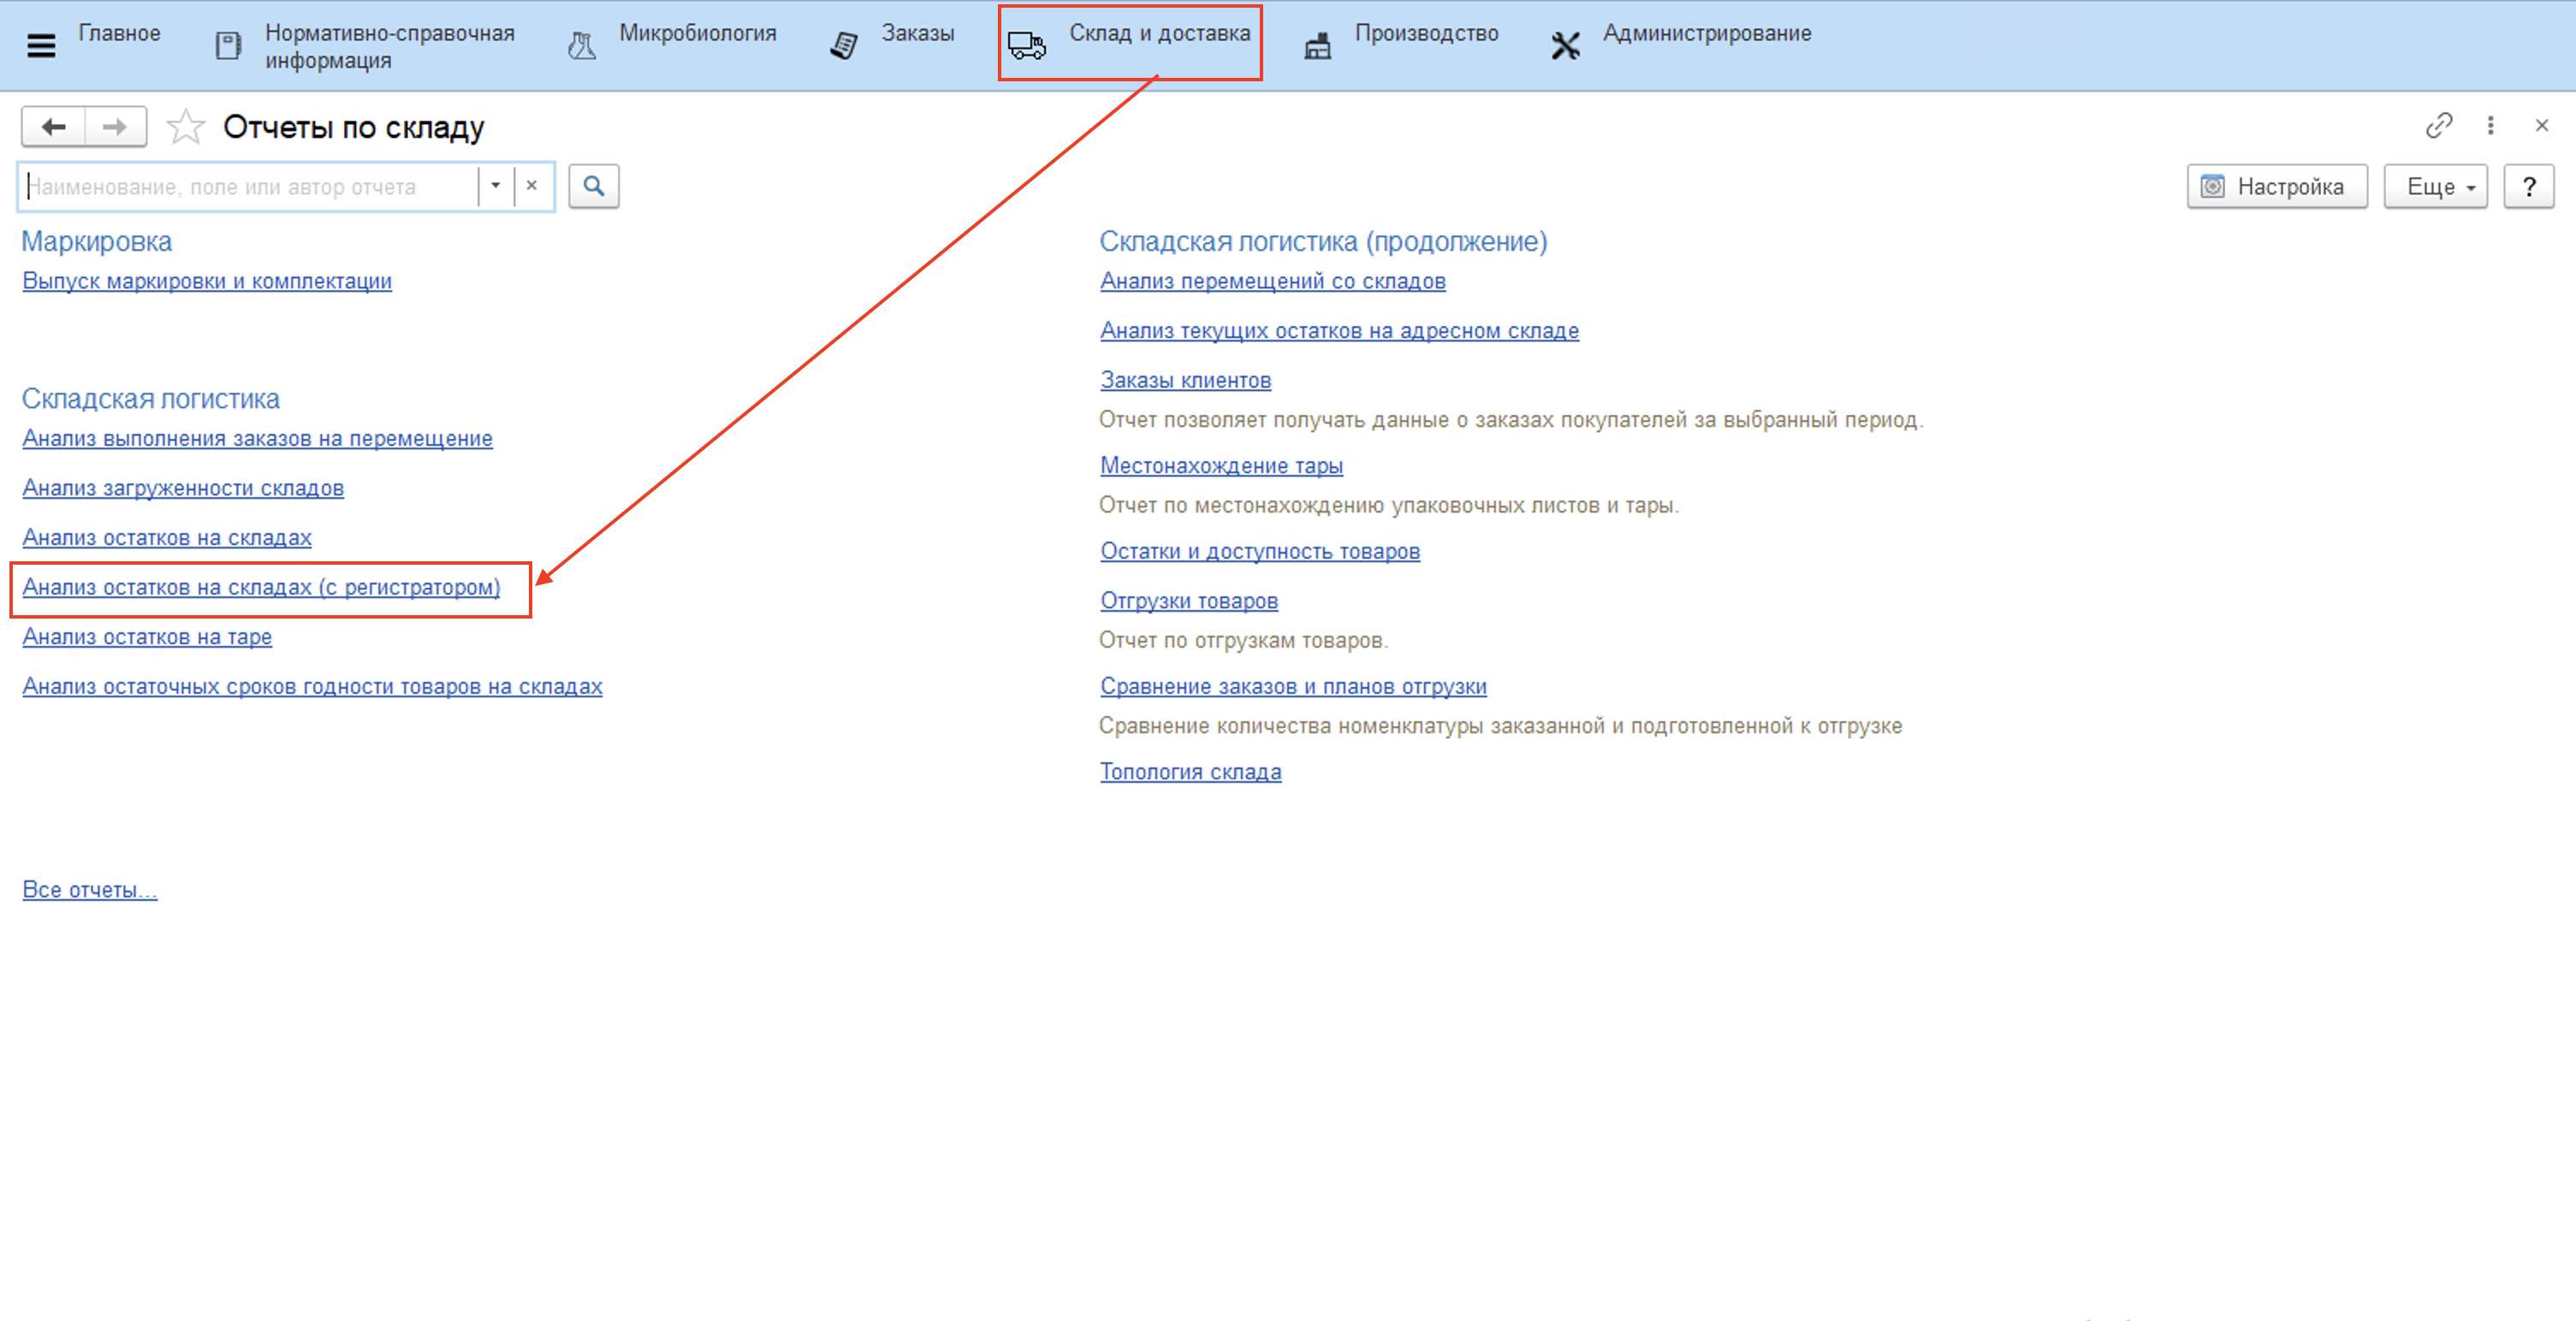 Главное
Нормативно-справочная
информация
Микробиология
Заказы
Склад и доставка
Производство
Администрирование
Отчеты по складу
Наименование, поле или автор отчета
Настройка
Еще
?
Маркировка
Выпуск маркировки и комплектации
Складская логистика
Анализ выполнения заказов на перемещение
Анализ загруженности складов
Анализ остатков на складах
Анализ остатков на складах (с регистратором)
Анализ остатков на таре
Анализ остаточных сроков годности товаров на складах
Складская логистика (продолжение)
Анализ перемещений со складов
Анализ текущих остатков на адресном складе
Заказы клиентов
Отчет позволяет получать данные о заказах покупателей за выбранный период.
Местонахождение тары
Отчет по местонахождению упаковочных листов и тары.
Остатки и доступность товаров
Отгрузки товаров
Отчет по отгрузкам товаров.
Сравнение заказов и планов отгрузки
Сравнение количества номенклатуры заказанной и подготовленной к отгрузке
Топология склада
Все отчеты...